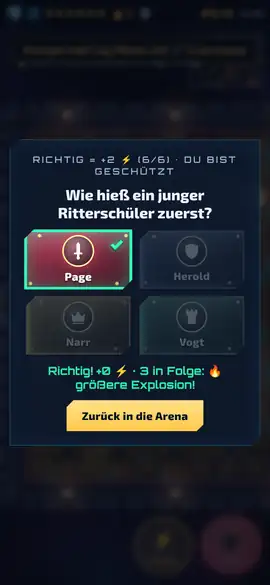 RICHTIG = +2 ⚡ (6/6) · DU BIST
GESCHÜTZT
Wie hieß ein junger
Ritterschüler zuerst?
Page
Herold
Narr
Vogt
Richtig! +0 ⚡ · 3 in Folge: 🔥
größere Explosion!
Zurück in die Arena